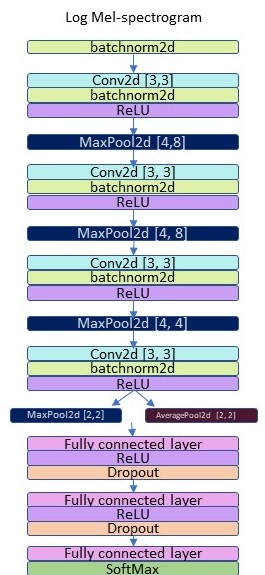 Log Mel-spectrogram
batchnorm2d
Conv2d [3,3]
batchnorm2d
ReLU
MaxPool2d [4,8]
Conv2d [3, 3]
batchnorm2d
ReLU
MaxPool2d [4, 8]
Conv2d [3, 3]
batchnorm2d
ReLU
MaxPool2d [4, 4]
Conv2d [3, 3]
batchnorm2d
ReLU
MaxPool2d [2,2] AveragePool2d [2, 2]
Fully connected layer
ReLU
Dropout
Fully connected layer
ReLU
Dropout
Fully connected layer
SoftMax